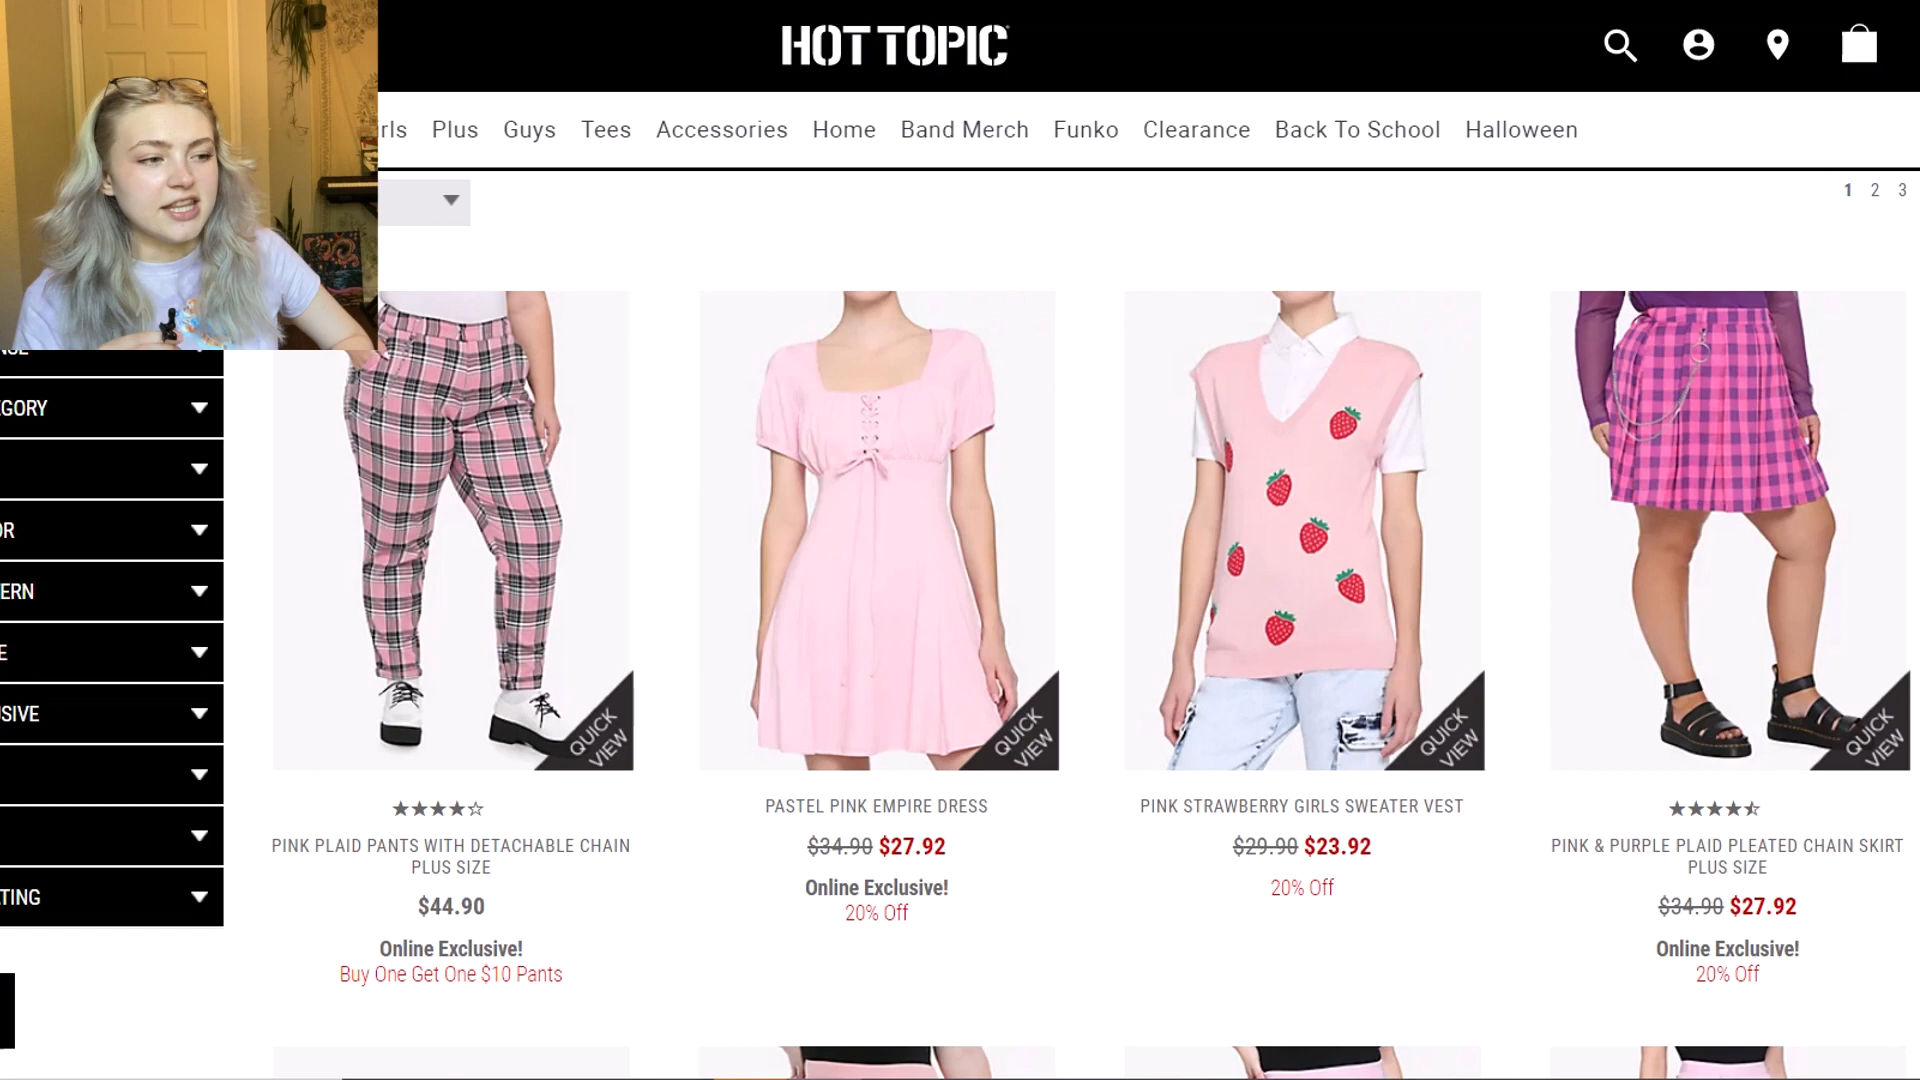 HOT TOPIC
rls Plus Guys Tees Accessories Home Band Merch Funko Clearance Back To School Halloween
1 2 3
EGORY
OR
ERN
E
USIVE
TING
QUICK VIEW
QUICK VIEW
QUICK VIEW
QUICK VIEW
PINK PLAID PANTS WITH DETACHABLE CHAIN
PLUS SIZE
$44.90
Online Exclusive!
Buy One Get One $10 Pants
PASTEL PINK EMPIRE DRESS
$34.90 $27.92
Online Exclusive!
20% Off
PINK STRAWBERRY GIRLS SWEATER VEST
$29.90 $23.92
20% Off
PINK & PURPLE PLAID PLEATED CHAIN SKIRT
PLUS SIZE
$34.90 $27.92
Online Exclusive!
20% Off